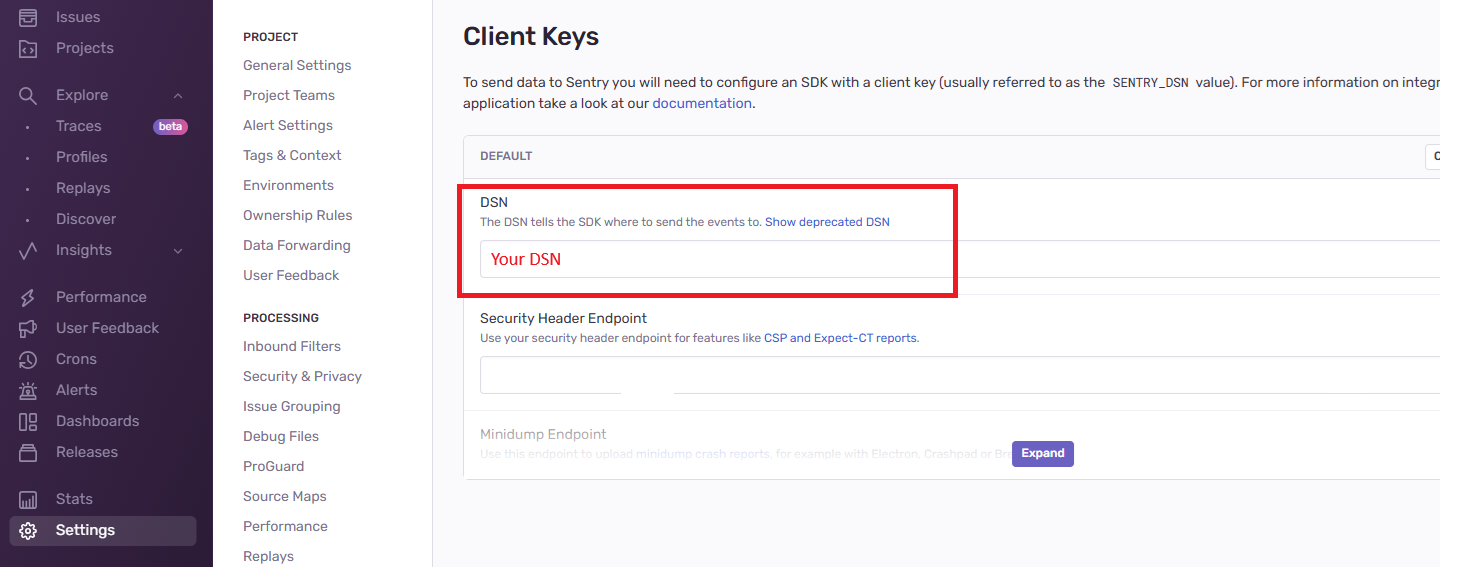 Issues
Projects
Explore
Traces beta
Profiles
Replays
Discover
Insights
Performance
User Feedback
Crons
Alerts
Dashboards
Releases
Stats
Settings
PROJECT
General Settings
Project Teams
Alert Settings
Tags & Context
Environments
Ownership Rules
Data Forwarding
User Feedback
PROCESSING
Inbound Filters
Security & Privacy
Issue Grouping
Debug Files
ProGuard
Source Maps
Performance
Replays
Client Keys
To send data to Sentry you will need to configure an SDK with a client key (usually referred to as the SENTRY_DSN value). For more information on integr
application take a look at our documentation.
DEFAULT
DSN
The DSN tells the SDK where to send the events to. Show deprecated DSN
Your DSN
Security Header Endpoint
Use your security header endpoint for features like CSP and Expect-CT reports.
Minidump Endpoint
Use this endpoint to upload minidump crash reports, for example with Electron, Crashpad or Bre
Expand